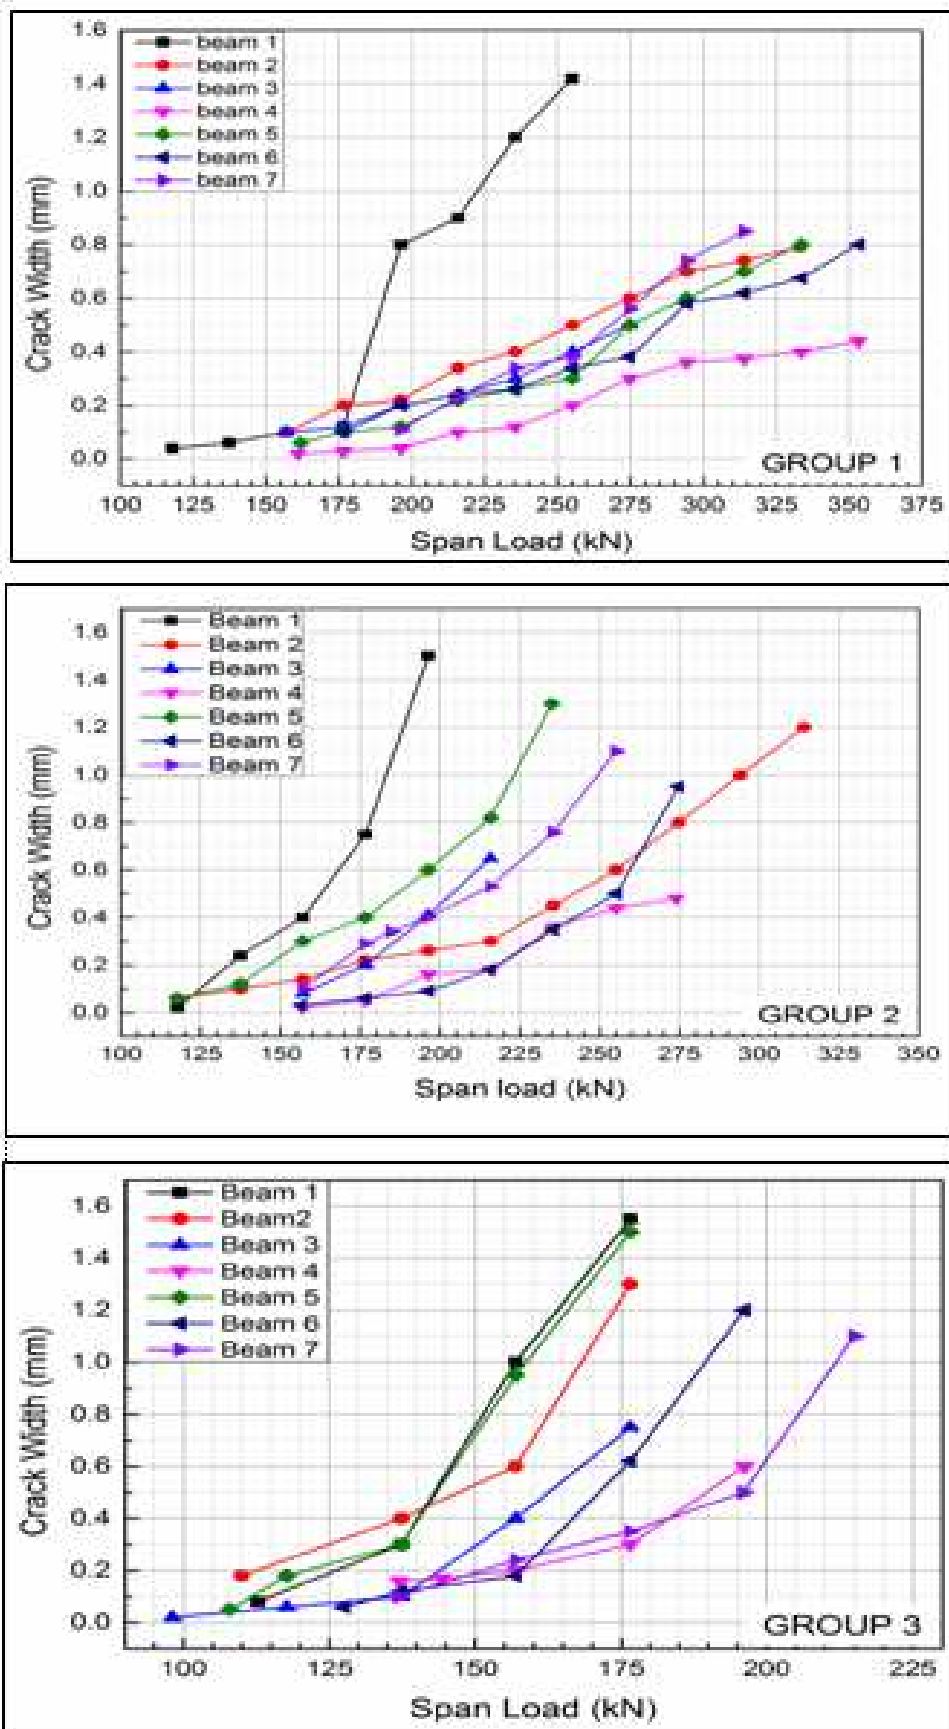 1.6
1.4
1.2
1.0
0.8
0.6
0.4
0.2
0.0
Crack Width (mm)
beam 1
beam 2
beam 3
beam 4
beam 5
beam 6
beam 7
GROUP 1
100 125 150 175 200 225 250 275 300 325 350 375
Span Load (kN)
1.6
1.4
1.2
1.0
0.8
0.6
0.4
0.2
0.0
Crack Width (mm)
Beam 1
Beam 2
Beam 3
Beam 4
Beam 5
Beam 6
Beam 7
GROUP 2
100 125 150 175 200 225 250 275 300 325 350
Span load (kN)
1.6
1.4
1.2
1.0
0.8
0.6
0.4
0.2
0.0
Crack Width (mm)
Beam 1
Beam2
Beam 3
Beam 4
Beam 5
Beam 6
Beam 7
GROUP 3
100 125 150 175 200 225
Span Load (kN)